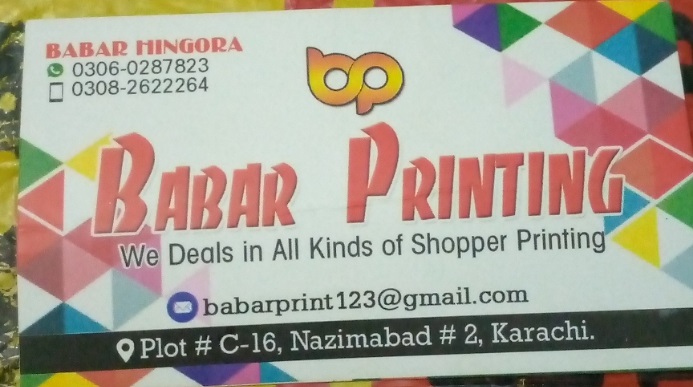 BABAR HINGORA
0306-0287823
0308-2622264
bp
BABAR PRINTING
We Deals in All Kinds of Shopper Printing
babarprint123@gmail.com
Plot # C-16, Nazimabad # 2, Karachi.